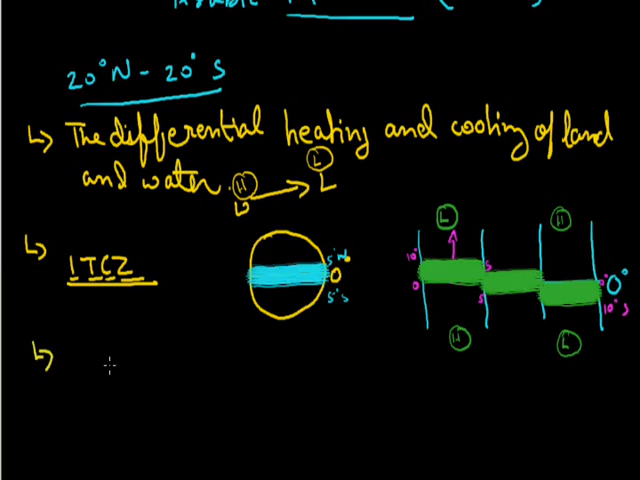 20°N - 20° S
↳ The differential heating and cooling of land
and water. H → L
W L
↳ ITCZ
5°N
0°
5°S
L H
10° 5
0 5
0° 0°
10°S
H L
↳